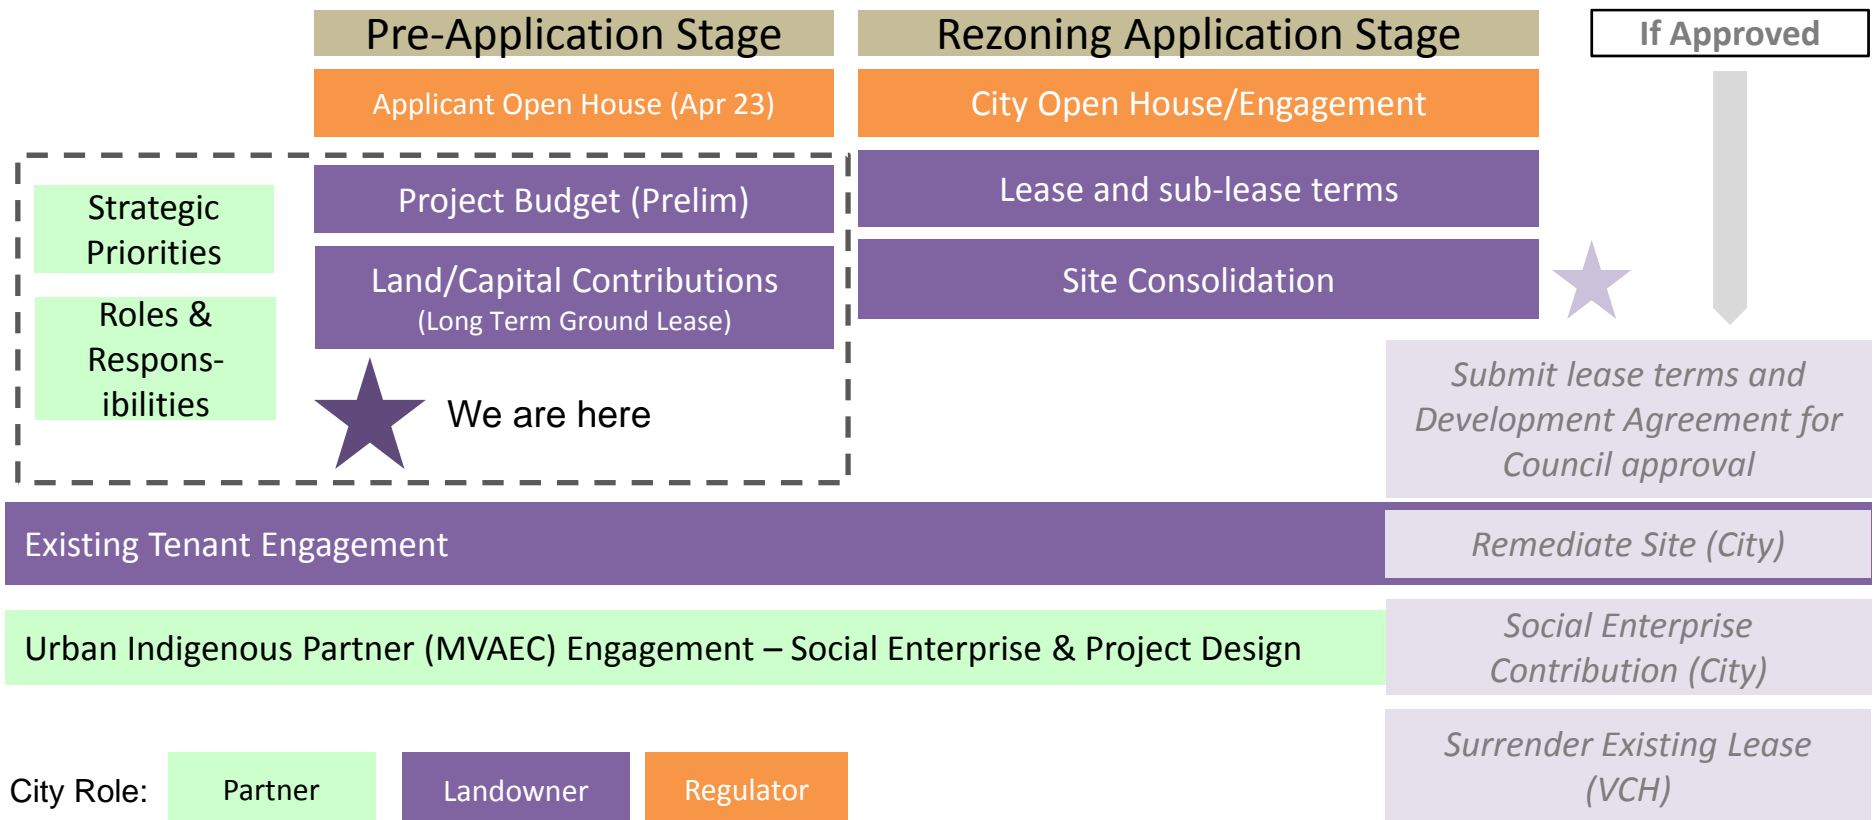 Pre-Application Stage
Rezoning Application Stage
If Approved
Applicant Open House (Apr 23)
City Open House/Engagement
Strategic
Priorities
Project Budget (Prelim)
Lease and sub-lease terms
Roles &
Respons-
ibilities
Land/Capital Contributions
(Long Term Ground Lease)
Site Consolidation
We are here
Submit lease terms and
Development Agreement for
Council approval
Existing Tenant Engagement
Remediate Site (City)
Urban Indigenous Partner (MVAEC) Engagement – Social Enterprise & Project Design
Social Enterprise
Contribution (City)
Surrender Existing Lease
(VCH)
City Role:
Partner
Landowner
Regulator